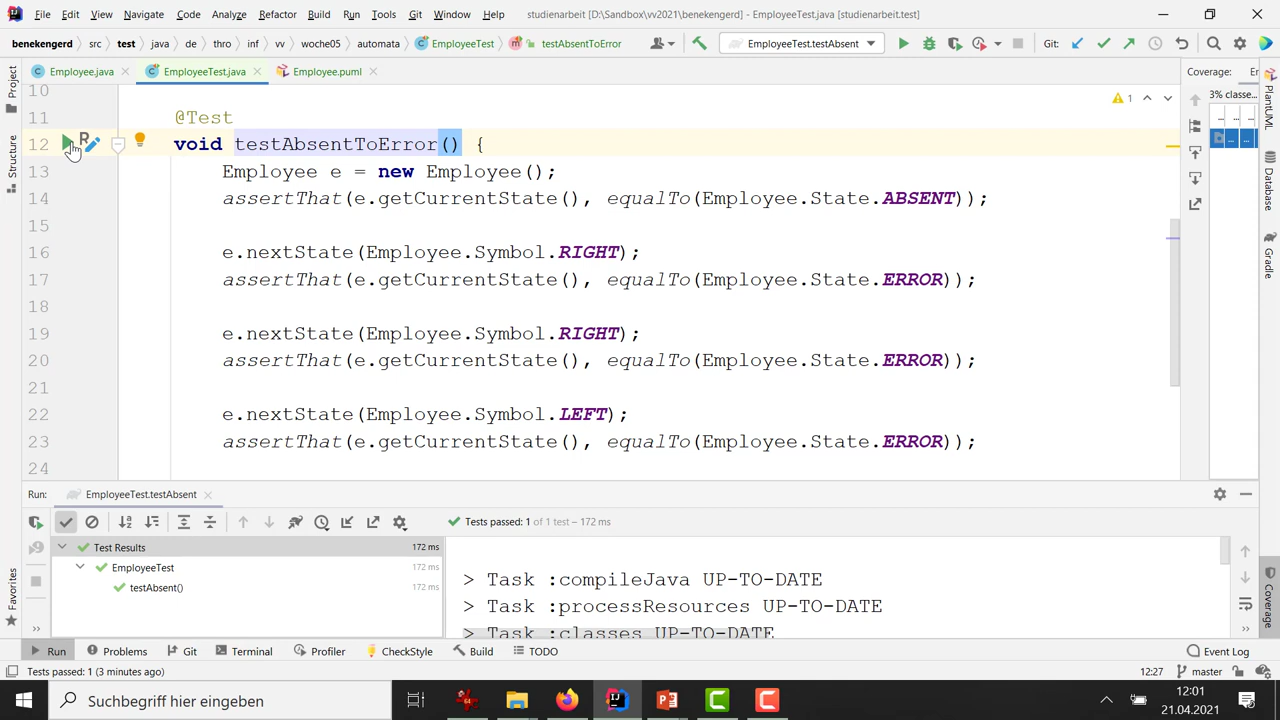 File Edit View Navigate Code Analyze Refactor Build Run Tools Git Window Help studienarbeit [D:\Sandbox\vv2021\benekengerd] - EmployeeTest.java [studienarbeit.test]
benekengerd src test java de thro inf vv woche05 automata EmployeeTest testAbsentToError EmployeeTest.testAbsent Git:
Employee.java EmployeeTest.java Employee.puml Coverage:
3% classe...
10
11 @Test
12 void testAbsentToError() {
13 Employee e = new Employee();
14 assertThat(e.getCurrentState(), equalTo(Employee.State.ABSENT));
15
16 e.nextState(Employee.Symbol.RIGHT);
17 assertThat(e.getCurrentState(), equalTo(Employee.State.ERROR));
18
19 e.nextState(Employee.Symbol.RIGHT);
20 assertThat(e.getCurrentState(), equalTo(Employee.State.ERROR));
21
22 e.nextState(Employee.Symbol.LEFT);
23 assertThat(e.getCurrentState(), equalTo(Employee.State.ERROR));
24
1
Project
Structure
Favorites
PlantUML
Database
Gradle
Coverage
Run: EmployeeTest.testAbsent
Tests passed: 1 of 1 test – 172 ms
Test Results 172 ms
EmployeeTest 172 ms
testAbsent() 172 ms
> Task :compileJava UP-TO-DATE
> Task :processResources UP-TO-DATE
> Task :classes UP-TO-DATE
Run Problems Git Terminal Profiler CheckStyle Build TODO Event Log
Tests passed: 1 (3 minutes ago) 12:27 master
Suchbegriff hier eingeben
12:01
21.04.2021